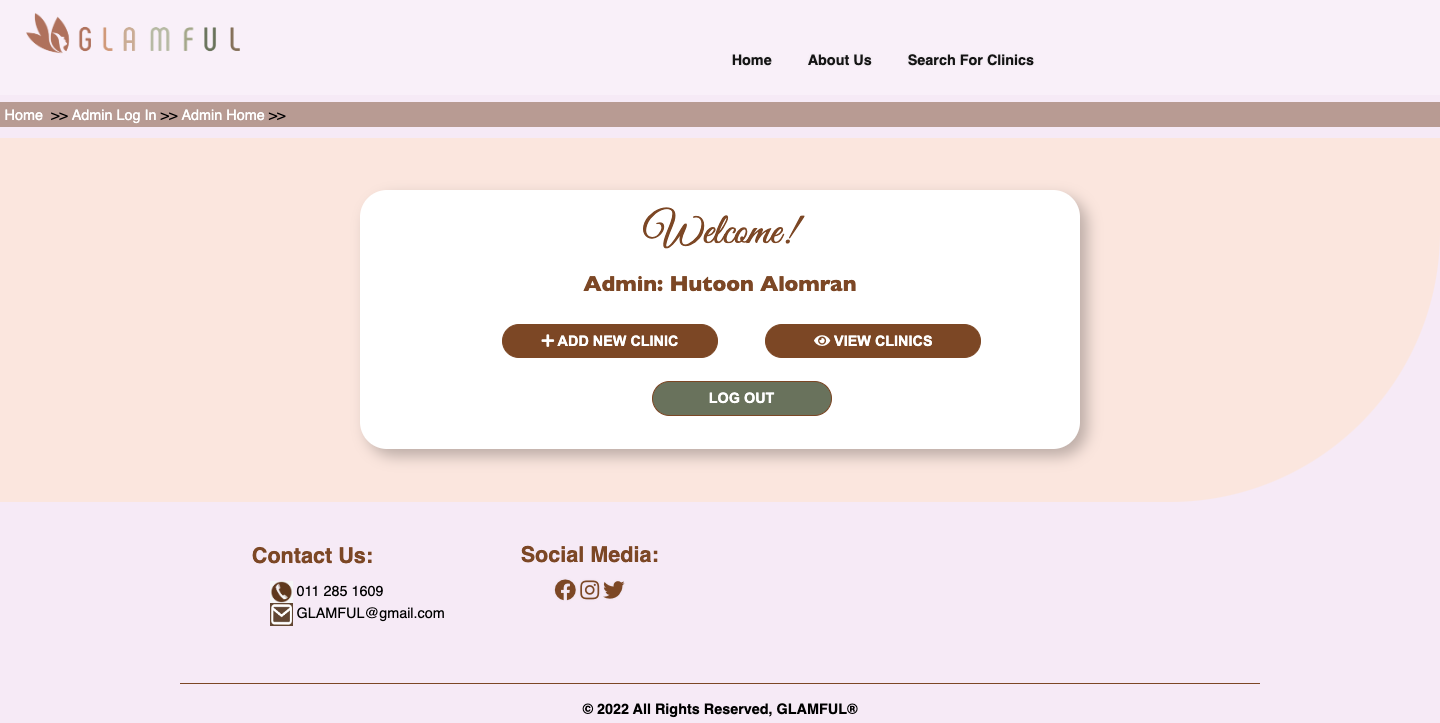 GLAMFUL
Home About Us Search For Clinics
Home >> Admin Log In >> Admin Home >>
Welcome!
Admin: Hutoon Alomran
ADD NEW CLINIC VIEW CLINICS
LOG OUT
Contact Us: Social Media:
011 285 1609
GLAMFUL@gmail.com
© 2022 All Rights Reserved, GLAMFUL®